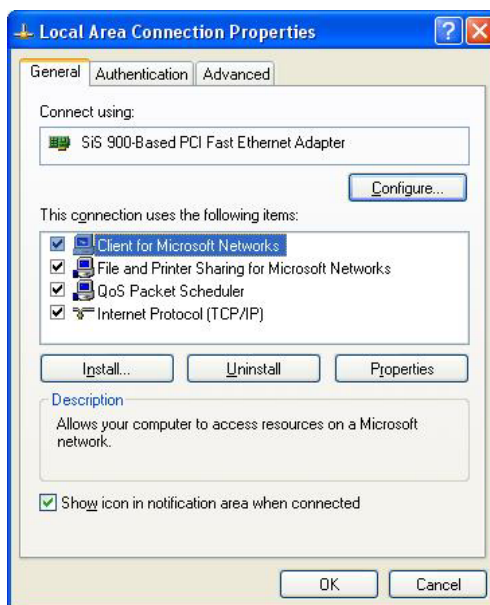 Local Area Connection Properties
General Authentication Advanced
Connect using:
SiS 900-Based PCI Fast Ethernet Adapter
Configure...
This connection uses the following items:
Client for Microsoft Networks
File and Printer Sharing for Microsoft Networks
QoS Packet Scheduler
Internet Protocol (TCP/IP)
Install... Uninstall Properties
Description
Allows your computer to access resources on a Microsoft
network.
Show icon in notification area when connected
OK Cancel